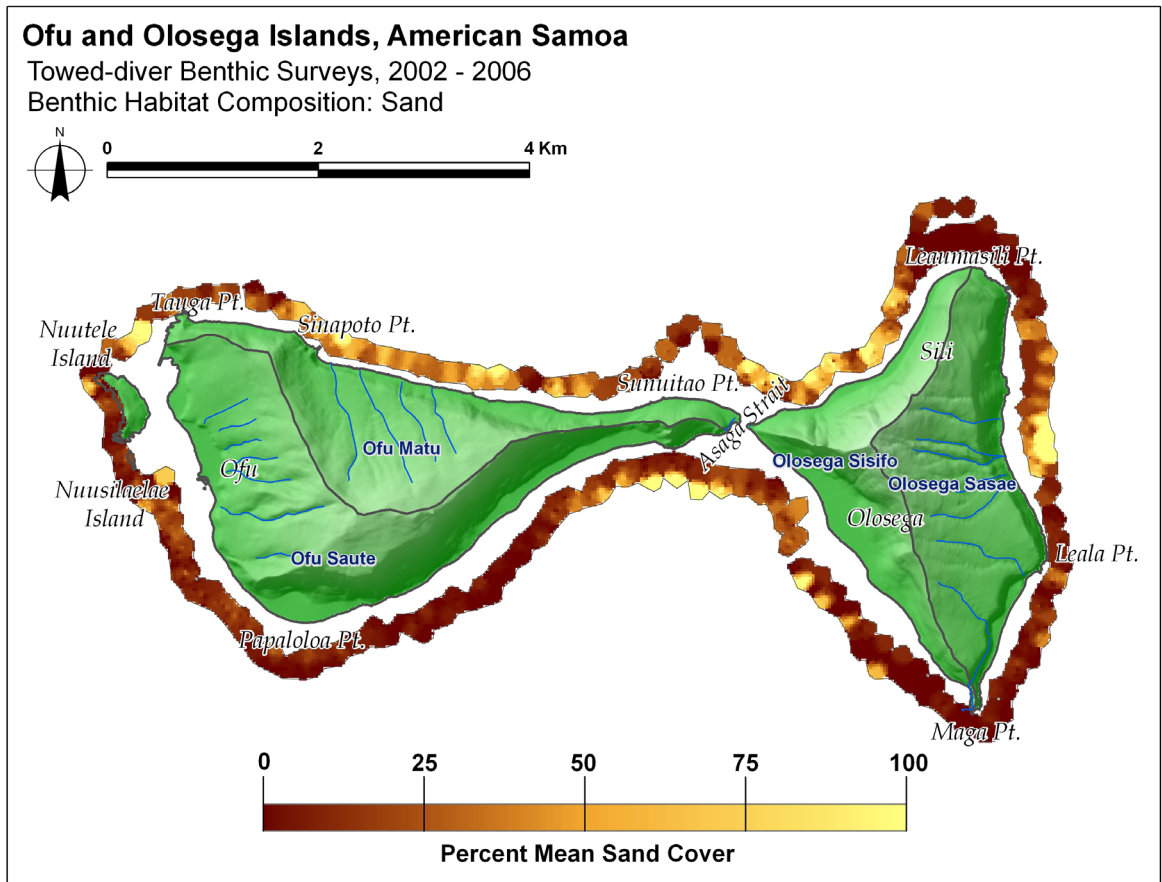 Ofu and Olosega Islands, American Samoa
Towed-diver Benthic Surveys, 2002 - 2006
Benthic Habitat Composition: Sand
N
0 2 4 Km
Leaumasili Pt.
Tauga Pt.
Nuutele
Island
Sinapoto Pt.
Sili
Sunuitao Pt.
Asaga Strait
Ofu Matu
Olosega Sisifo
Ofu
Olosega Sasae
Nuusilaelae
Island
Olosega
Ofu Saute
Leala Pt.
Papaloloa Pt.
Maga Pt.
0 25 50 75 100
Percent Mean Sand Cover